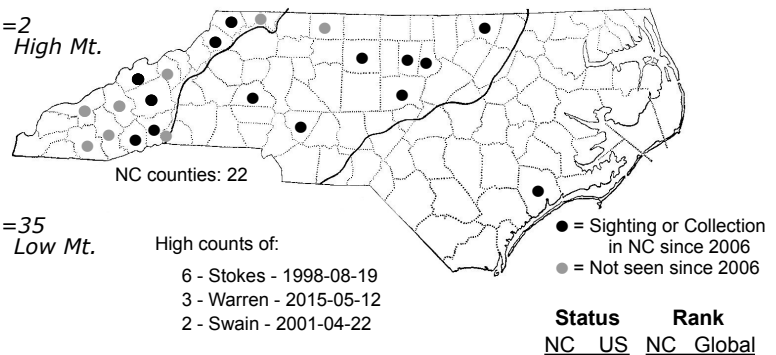 =2
High Mt.
NC counties: 22
=35
Low Mt.
High counts of:
6 - Stokes - 1998-08-19
3 - Warren - 2015-05-12
2 - Swain - 2001-04-22
● = Sighting or Collection
in NC since 2006
● = Not seen since 2006
Status Rank
NC US NC Global